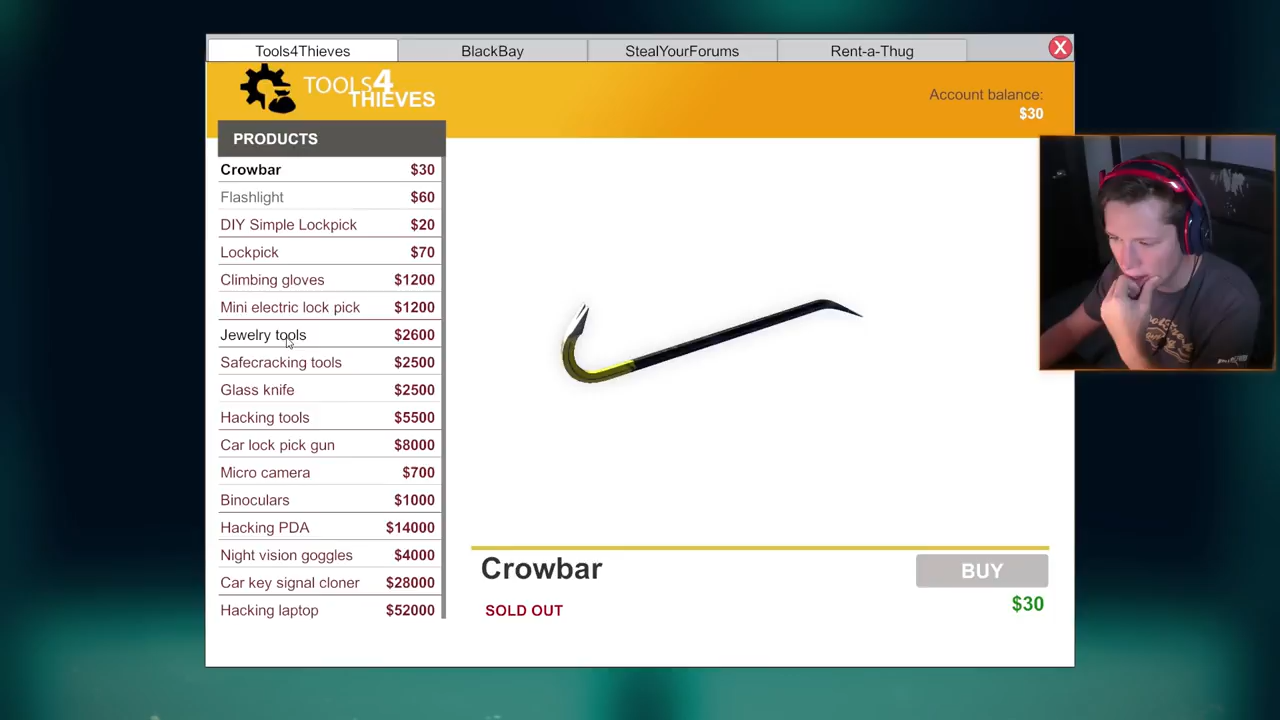 Tools4Thieves BlackBay StealYourForums Rent-a-Thug X
TOOLS4
THIEVES
Account balance:
$30
PRODUCTS
Crowbar $30
Flashlight $60
DIY Simple Lockpick $20
Lockpick $70
Climbing gloves $1200
Mini electric lock pick $1200
Jewelry tools $2600
Safecracking tools $2500
Glass knife $2500
Hacking tools $5500
Car lock pick gun $8000
Micro camera $700
Binoculars $1000
Hacking PDA $14000
Night vision goggles $4000
Car key signal cloner $28000
Hacking laptop $52000
Crowbar
BUY
SOLD OUT
$30